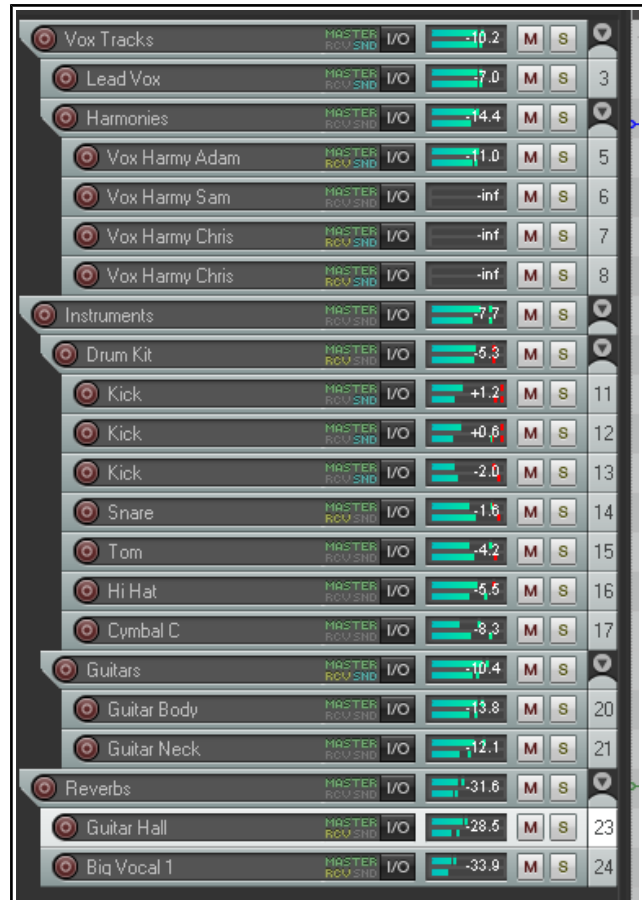 Vox Tracks MASTER RCV SND I/O -10.2 M S
Lead Vox MASTER RCV SND I/O -7.0 M S 3
Harmonies MASTER RCV SND I/O -14.4 M S
Vox Harmy Adam MASTER RCV SND I/O -11.0 M S 5
Vox Harmy Sam MASTER RCV SND I/O -inf M S 6
Vox Harmy Chris MASTER RCV SND I/O -inf M S 7
Vox Harmy Chris MASTER RCV SND I/O -inf M S 8
Instruments MASTER RCV SND I/O -7.7 M S
Drum Kit MASTER RCV SND I/O -5.3 M S
Kick MASTER RCV SND I/O +1.2 M S 11
Kick MASTER RCV SND I/O +0.6 M S 12
Kick MASTER RCV SND I/O -2.0 M S 13
Snare MASTER RCV SND I/O -1.6 M S 14
Tom MASTER RCV SND I/O -4.2 M S 15
Hi Hat MASTER RCV SND I/O -5.5 M S 16
Cymbal C MASTER RCV SND I/O -8.3 M S 17
Guitars MASTER RCV SND I/O -10.4 M S
Guitar Body MASTER RCV SND I/O -13.8 M S 20
Guitar Neck MASTER RCV SND I/O -12.1 M S 21
Reverbs MASTER RCV SND I/O -31.6 M S
Guitar Hall MASTER RCV SND I/O -28.5 M S 23
Big Vocal 1 MASTER RCV SND I/O -33.9 M S 24